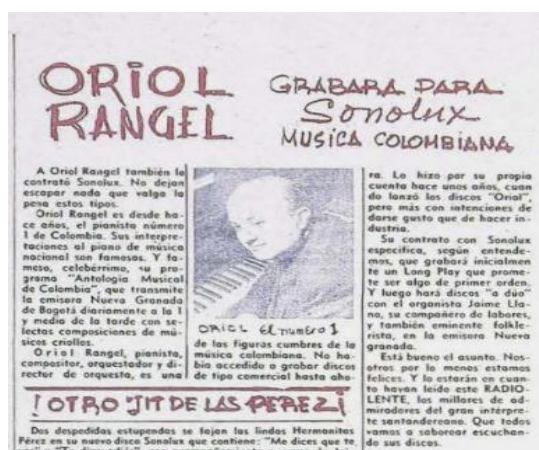 ORIOL
RANGEL
GRABARA PARA
Sonolux
MUSICA COLOMBIANA
A Oriol Rangel también lo
contrató Sonolux. No dejan
escapar nada que valga la
pena estos tipos.
Oriol Rangel es desde ha-
ce años, el pianista número
1 de Colombia. Sus interpre-
taciones al piano de música
nacional son famosas. Y fa-
moso, celebérrimo, su pro-
grama "Antología Musical
de Colombia", que transmite
la emisora Nueva Granada
de Bogotá diariamente a la 1
y media de la tarde con se-
lectas composiciones de mú-
sicos criollos.
Oriol Rangel, pianista,
compositor, orquestador y di-
rector de orquesta, es una
ORIOL El numero 1
de las figuras cumbres de la
música colombiana. No ha-
bía accedido a grabar discos
de tipo comercial hasta aho-
ra. Lo hizo por su propia
cuenta hace unos años, cuan
do lanzó los discos "Orial",
pero más con intenciones de
darse gusto que de hacer in-
dustria.
Su contrato con Sonolux
especifica, según entende-
mos, que grabará inicialmen
te un Long Play que prome-
te ser algo de primer orden.
Y luego hará discos "a dúo"
con el organista Jaime Lla-
no, su compañero de labores,
y también eminente folkle-
rista, en la emisora Nueva
granada.
Está bueno el asunto. Nos-
otros por lo menos estamos
felices. Y lo estarán en cuan-
to hayan leído este RADIO-
LENTE, los millares de ad-
miradores del gran intérpre-
te santandereano. Que todos
vamos a saborear escuchan-
do sus discos.
¡OTRO JIT DE LAS PEREZ!
Dos despedidas estupendas se fajan las lindas Hermanitas
Pérez en su nuevo disco Sonolux que contiene: "Me dices que te